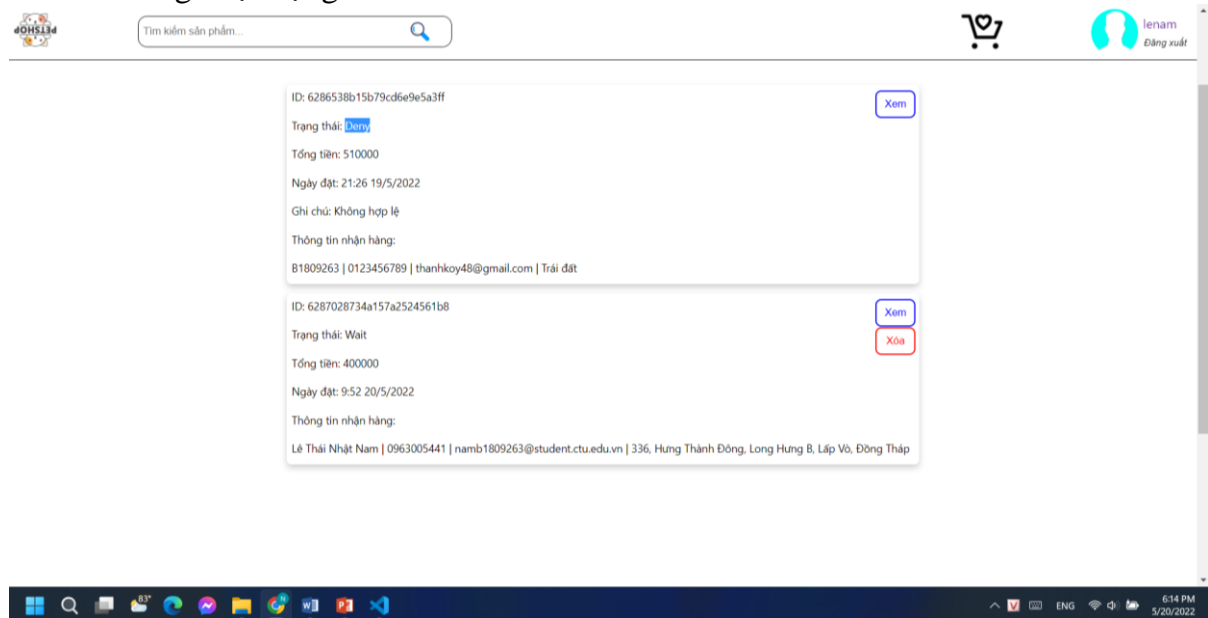 PETSHOP
Tìm kiếm sản phẩm...
lenam
Đăng xuất
ID: 6286538b15b79cd6e9e5a3ff
Xem
Trạng thái: Deny
Tổng tiền: 510000
Ngày đặt: 21:26 19/5/2022
Ghi chú: Không hợp lệ
Thông tin nhận hàng:
B1809263 | 0123456789 | thanhkoy48@gmail.com | Trái đất
ID: 6287028734a157a2524561b8
Xem
Trạng thái: Wait
Xóa
Tổng tiền: 400000
Ngày đặt: 9:52 20/5/2022
Thông tin nhận hàng:
Lê Thái Nhật Nam | 0963005441 | namb1809263@student.ctu.edu.vn | 336, Hưng Thành Đông, Long Hưng B, Lấp Vò, Đồng Tháp
83°
ENG
6:14 PM
5/20/2022